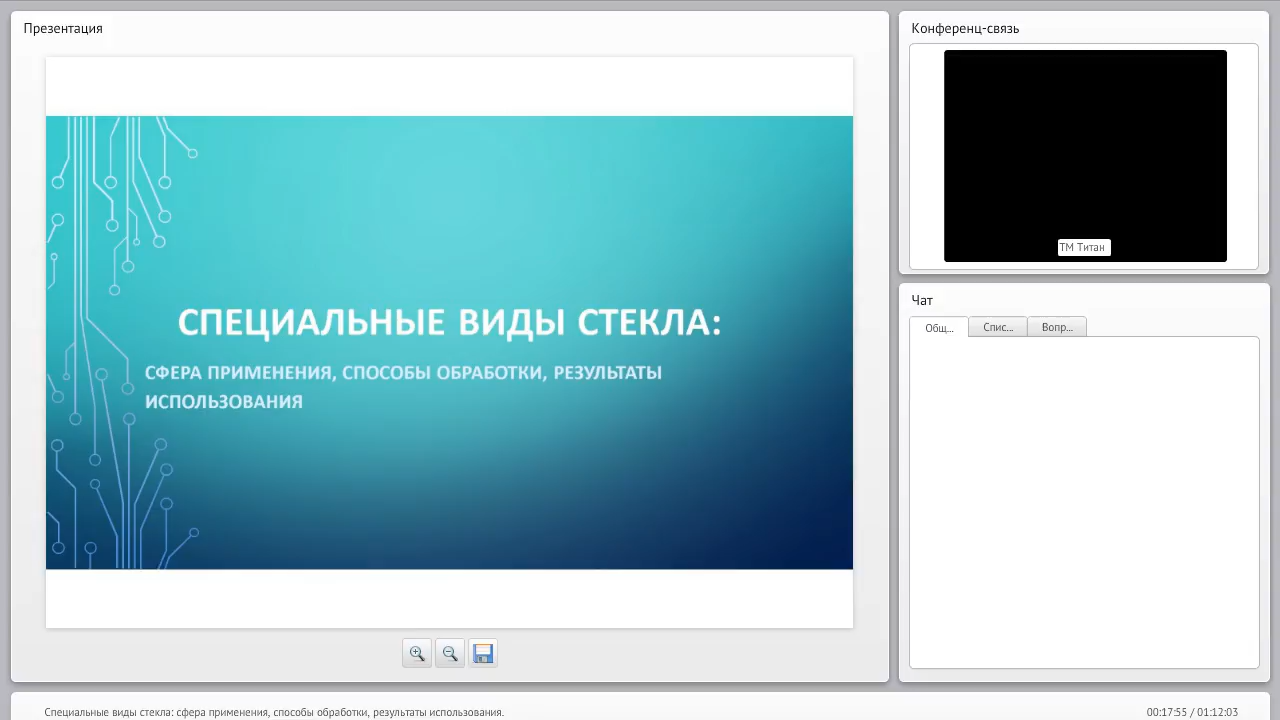 Презентация
СПЕЦИАЛЬНЫЕ ВИДЫ СТЕКЛА:
СФЕРА ПРИМЕНЕНИЯ, СПОСОБЫ ОБРАБОТКИ, РЕЗУЛЬТАТЫ
ИСПОЛЬЗОВАНИЯ
Конференц-связь
ТМ Титан
Чат
Общ... Спис... Вопр...
Специальные виды стекла: сфера применения, способы обработки, результаты использования. 00:17:55 / 01:12:03